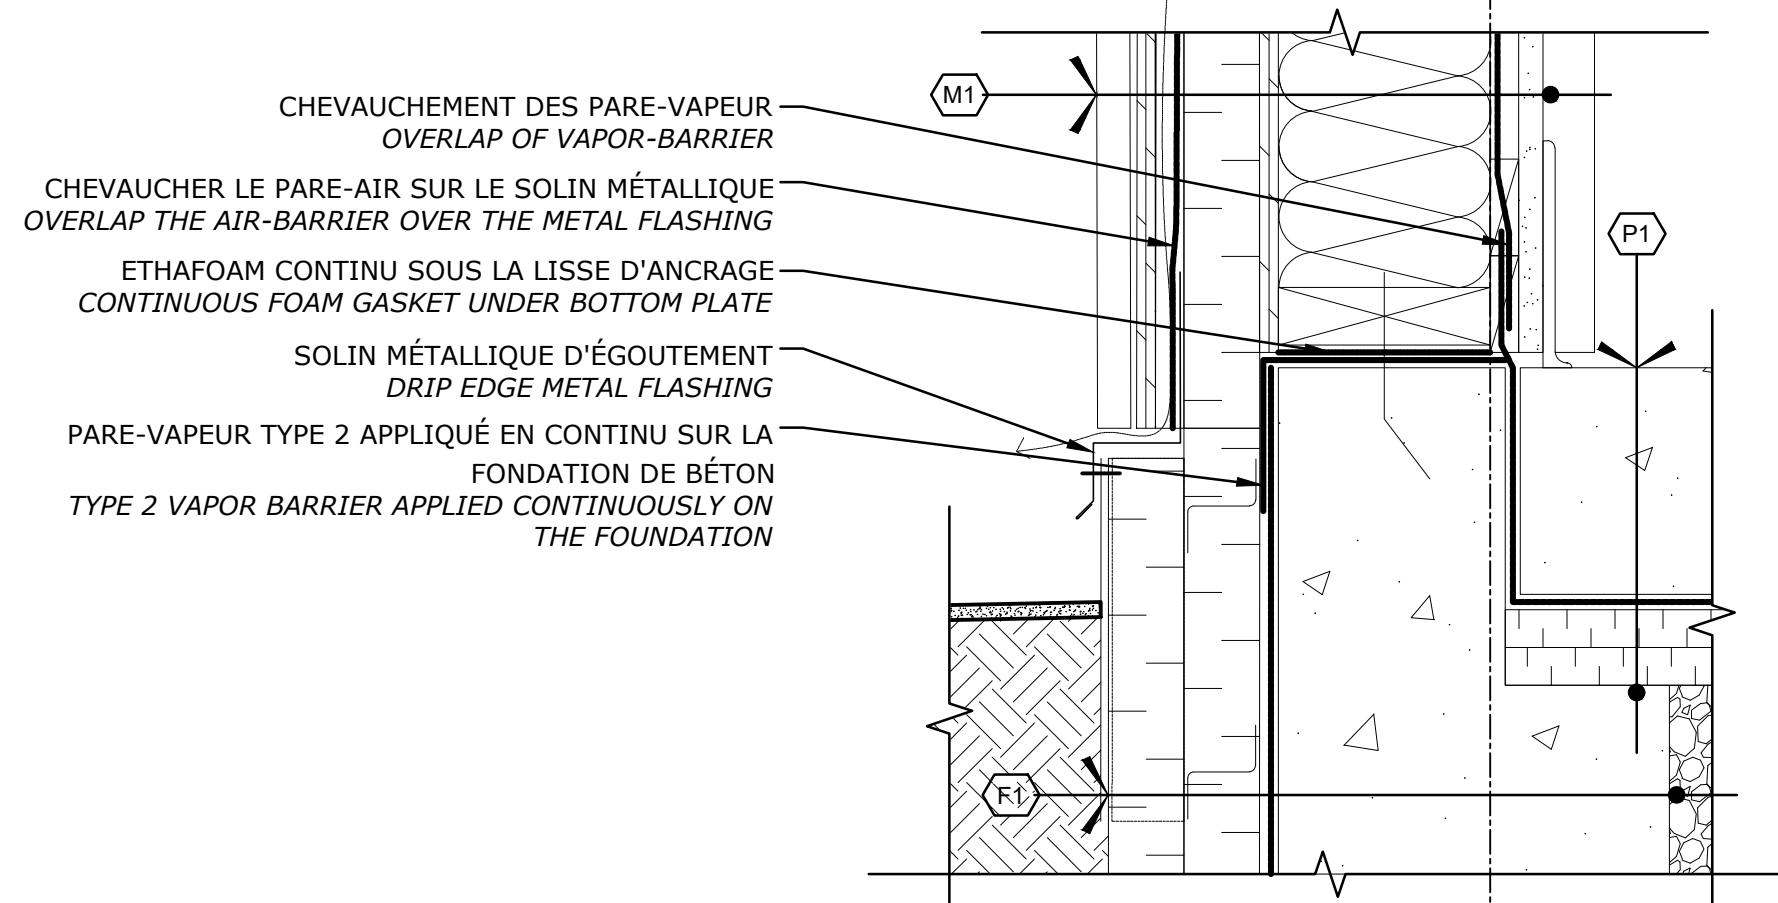 M1
CHEVAUCHEMENT DES PARE-VAPEUR
OVERLAP OF VAPOR-BARRIER
CHEVAUCHER LE PARE-AIR SUR LE SOLIN MÉTALLIQUE
OVERLAP THE AIR-BARRIER OVER THE METAL FLASHING
P1
ETHAFOAM CONTINU SOUS LA LISSE D'ANCRAGE
CONTINUOUS FOAM GASKET UNDER BOTTOM PLATE
SOLIN MÉTALLIQUE D'ÉGOUTEMENT
DRIP EDGE METAL FLASHING
PARE-VAPEUR TYPE 2 APPLIQUÉ EN CONTINU SUR LA
FONDATION DE BÉTON
TYPE 2 VAPOR BARRIER APPLIED CONTINUOUSLY ON
THE FOUNDATION
F1